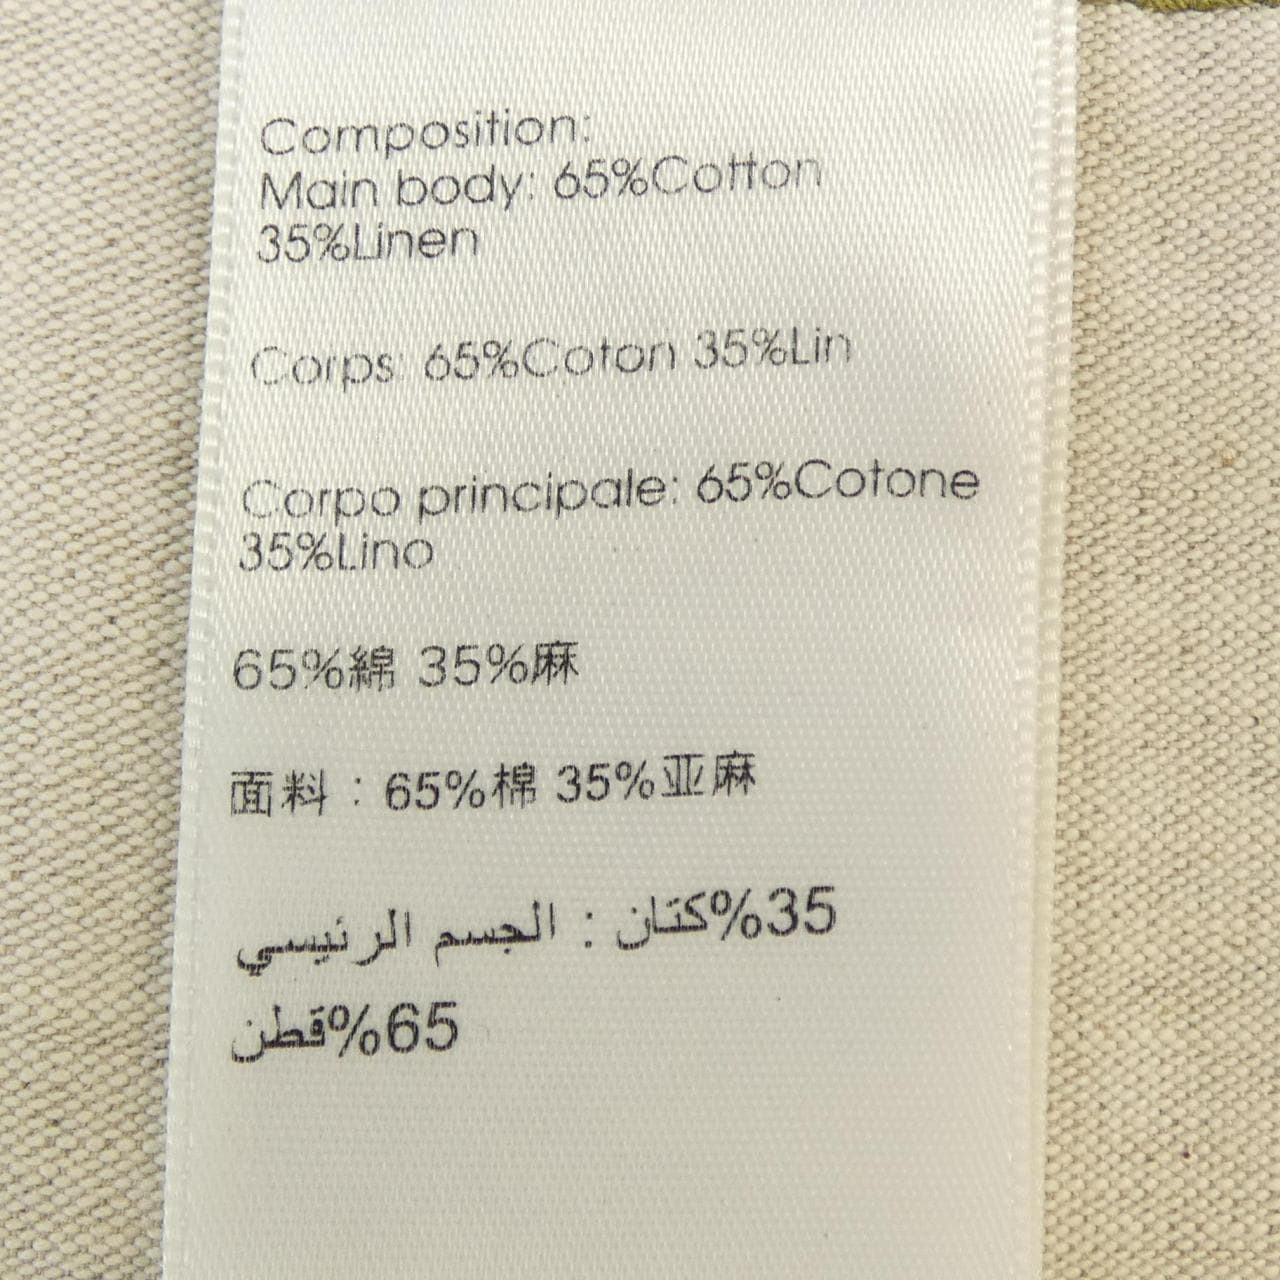 Composition:
Main body: 65%Cotton
35%Linen
Corps: 65%Coton 35%Lin
Corpo principale: 65%Cotone
35%Lino
65%綿 35%麻
面料：65%棉 35%亚麻
35%كتان : الجسم الرئيسي
65%قطن